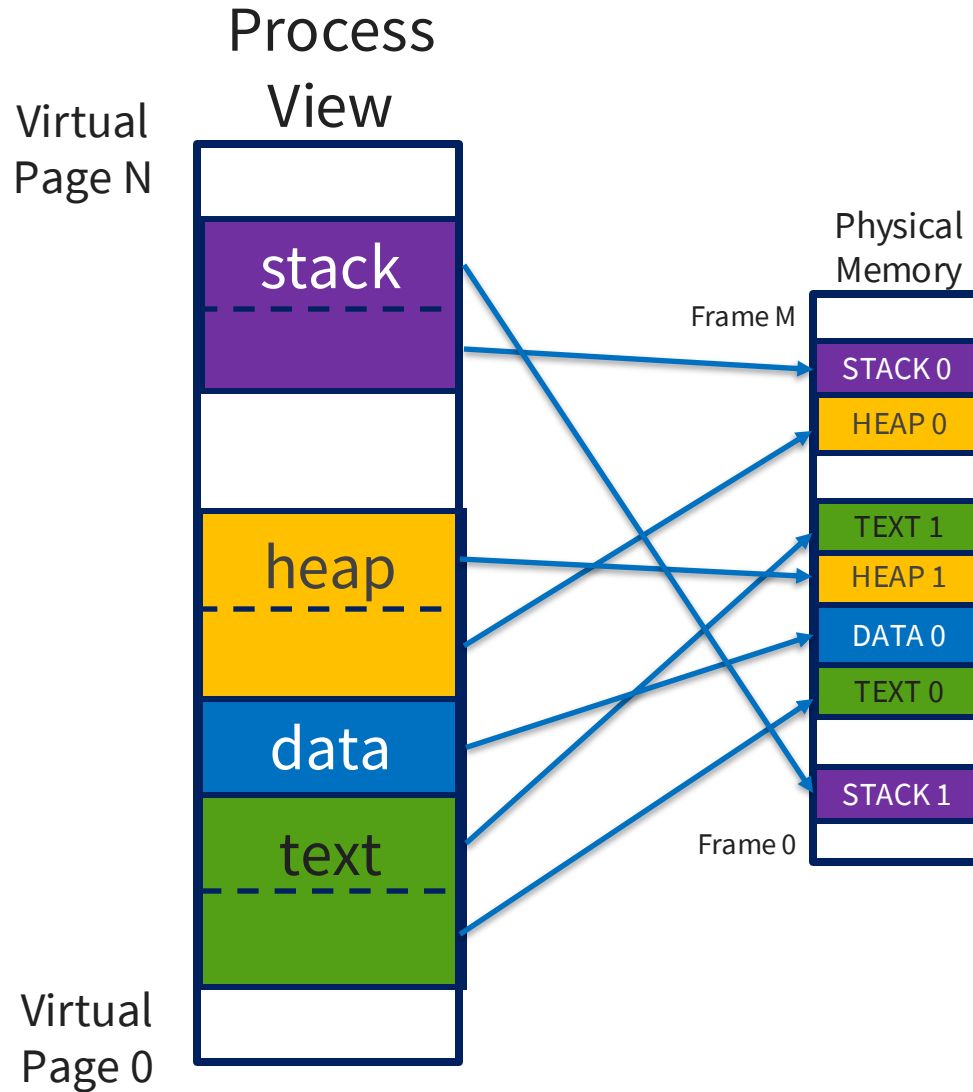 Process
View
Virtual
Page N
stack
heap
data
text
Virtual
Page 0
Physical
Memory
Frame M
STACK 0
HEAP 0
TEXT 1
HEAP 1
DATA 0
TEXT 0
STACK 1
Frame 0